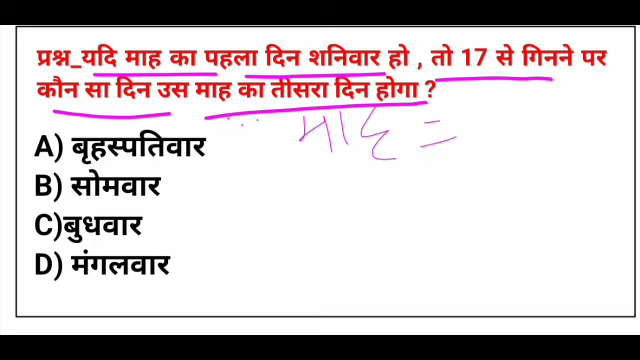 प्रश्न_यदि माह का पहला दिन शनिवार हो , तो 17 से गिनने पर
कौन सा दिन उस माह का तीसरा दिन होगा ?
माह =
A) बृहस्पतिवार
B) सोमवार
C)बुधवार
D) मंगलवार